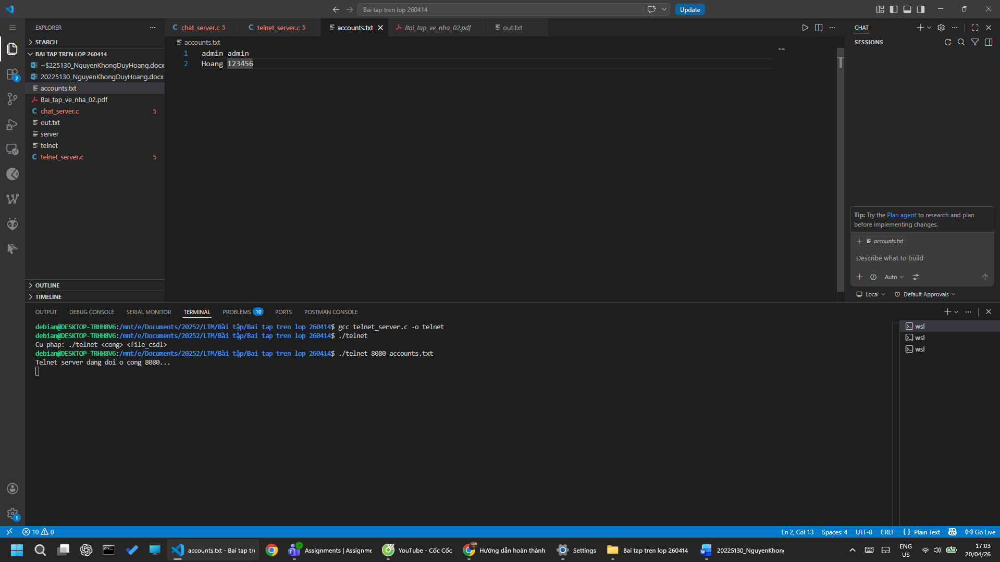 Bai tap tren lop 260414
Update
EXPLORER
SEARCH
BAI TAP TREN LOP 260414
~$225130_NguyenKhongDuyHoang.docx
20225130_NguyenKhongDuyHoang.docx
accounts.txt
Bai_tap_ve_nha_02.pdf
chat_server.c 5
out.txt
server
telnet
telnet_server.c 5
OUTLINE
TIMELINE
2
1
chat_server.c 5
telnet_server.c 5
accounts.txt
Bai_tap_ve_nha_02.pdf
out.txt
accounts.txt
1 admin admin
2 Hoang 123456
CHAT
SESSIONS
Tip: Try the Plan agent to research and plan
before implementing changes.
accounts.txt
Describe what to build
Auto
Local
Default Approvals
OUTPUT
DEBUG CONSOLE
SERIAL MONITOR
TERMINAL
PROBLEMS 10
PORTS
POSTMAN CONSOLE
debian@DESKTOP-TRHH8V6:/mnt/e/Documents/20252/LTM/Bài tập/Bai tap tren lop 260414$ gcc telnet_server.c -o telnet
debian@DESKTOP-TRHH8V6:/mnt/e/Documents/20252/LTM/Bài tập/Bai tap tren lop 260414$ ./telnet
Cu phap: ./telnet <cong> <file_csdl>
debian@DESKTOP-TRHH8V6:/mnt/e/Documents/20252/LTM/Bài tập/Bai tap tren lop 260414$ ./telnet 8080 accounts.txt
Telnet server dang doi o cong 8080...
wsl
wsl
wsl
10 0
Ln 2, Col 13
Spaces: 4
UTF-8
CRLF
{ } Plain Text
Go Live
accounts.txt - Bai tap tre
Assignments | Assignme
YouTube - Cốc Cốc
Hướng dẫn hoàn thành
Settings
Bai tap tren lop 260414
20225130_NguyenKhon
ENG
US
17:03
20/04/26